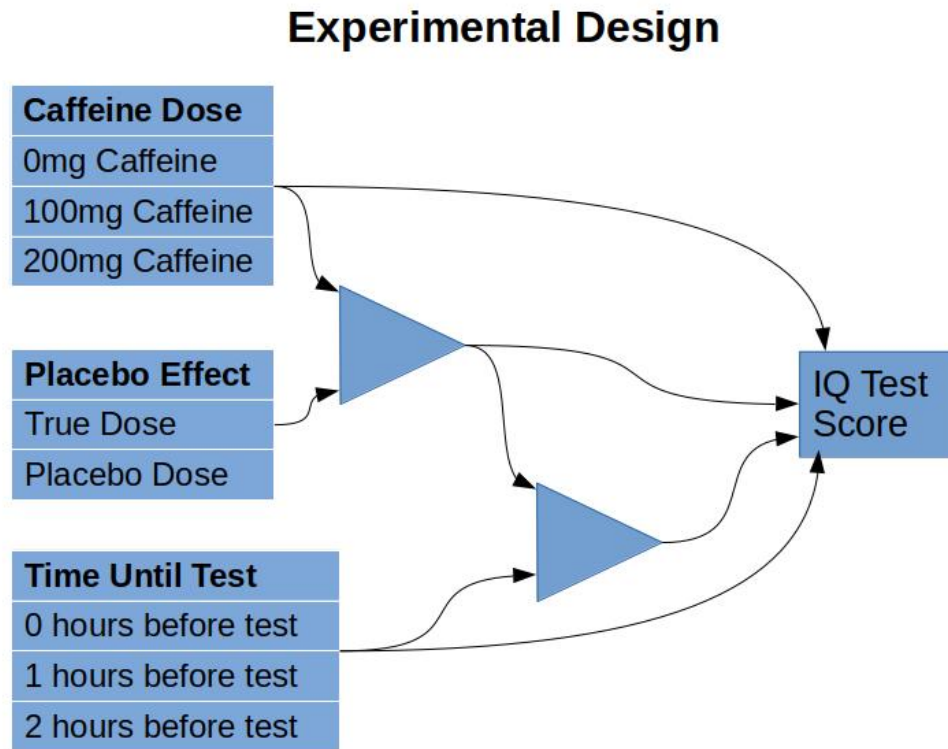 Experimental Design
Caffeine Dose
0mg Caffeine
100mg Caffeine
200mg Caffeine
Placebo Effect
True Dose
Placebo Dose
Time Until Test
0 hours before test
1 hours before test
2 hours before test
IQ Test
Score